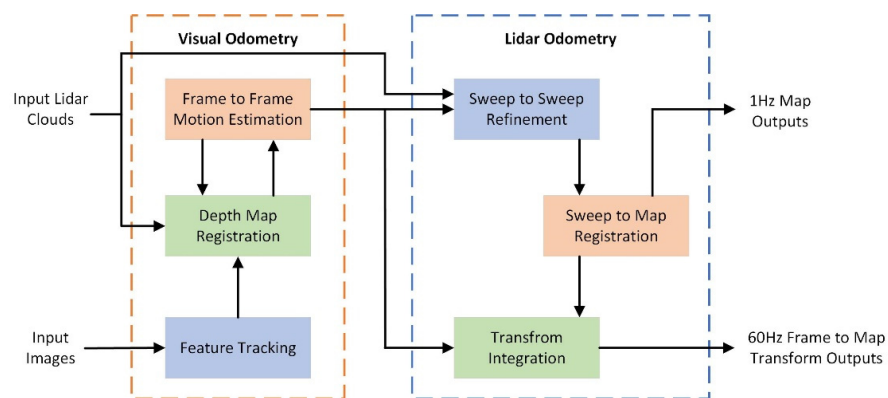 Visual Odometry
Lidar Odometry
Input Lidar
Clouds
Frame to Frame
Motion Estimation
Sweep to Sweep
Refinement
1Hz Map
Outputs
Depth Map
Registration
Sweep to Map
Registration
Input
Images
Feature Tracking
Transfrom
Integration
60Hz Frame to Map
Transform Outputs